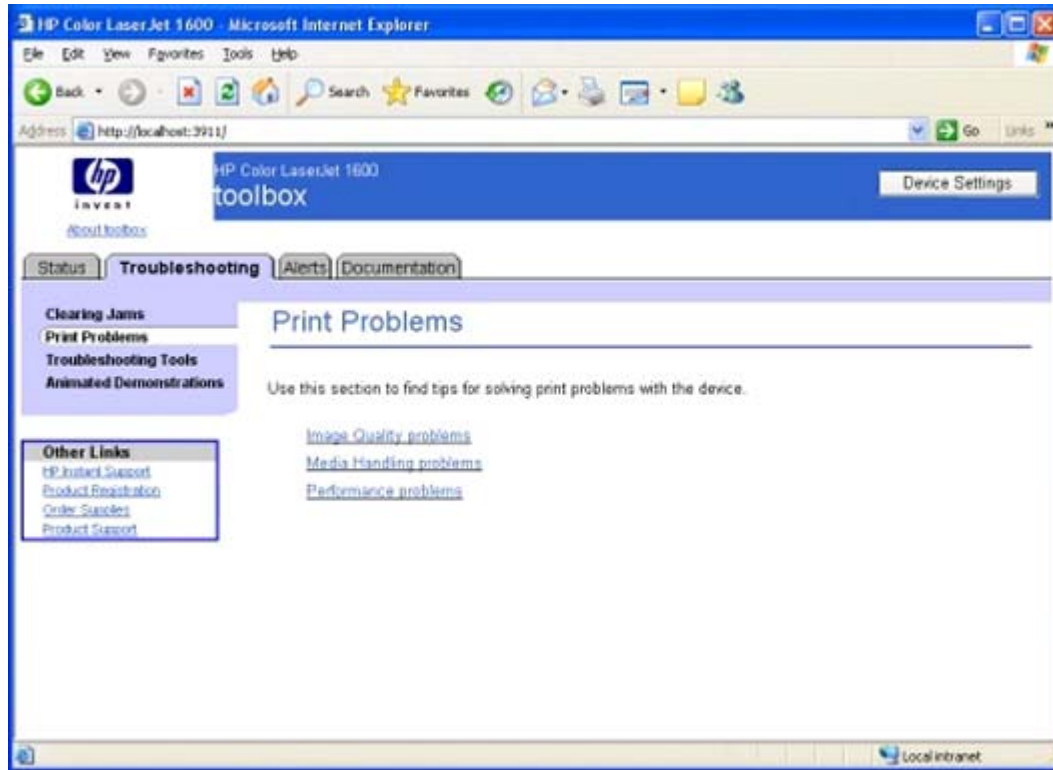 HP Color LaserJet 1600 - Microsoft Internet Explorer
File Edit View Favorites Tools Help
Back Search Favorites
Address http://localhost:3911/ Go Links »
hp
invent
HP Color LaserJet 1600
toolbox
Device Settings
About toolbox
Status Troubleshooting Alerts Documentation
Clearing Jams
Print Problems
Troubleshooting Tools
Animated Demonstrations
Print Problems
Use this section to find tips for solving print problems with the device.
Image Quality problems
Media Handling problems
Performance problems
Other Links
HP Instant Support
Product Registration
Order Supplies
Product Support
Local intranet